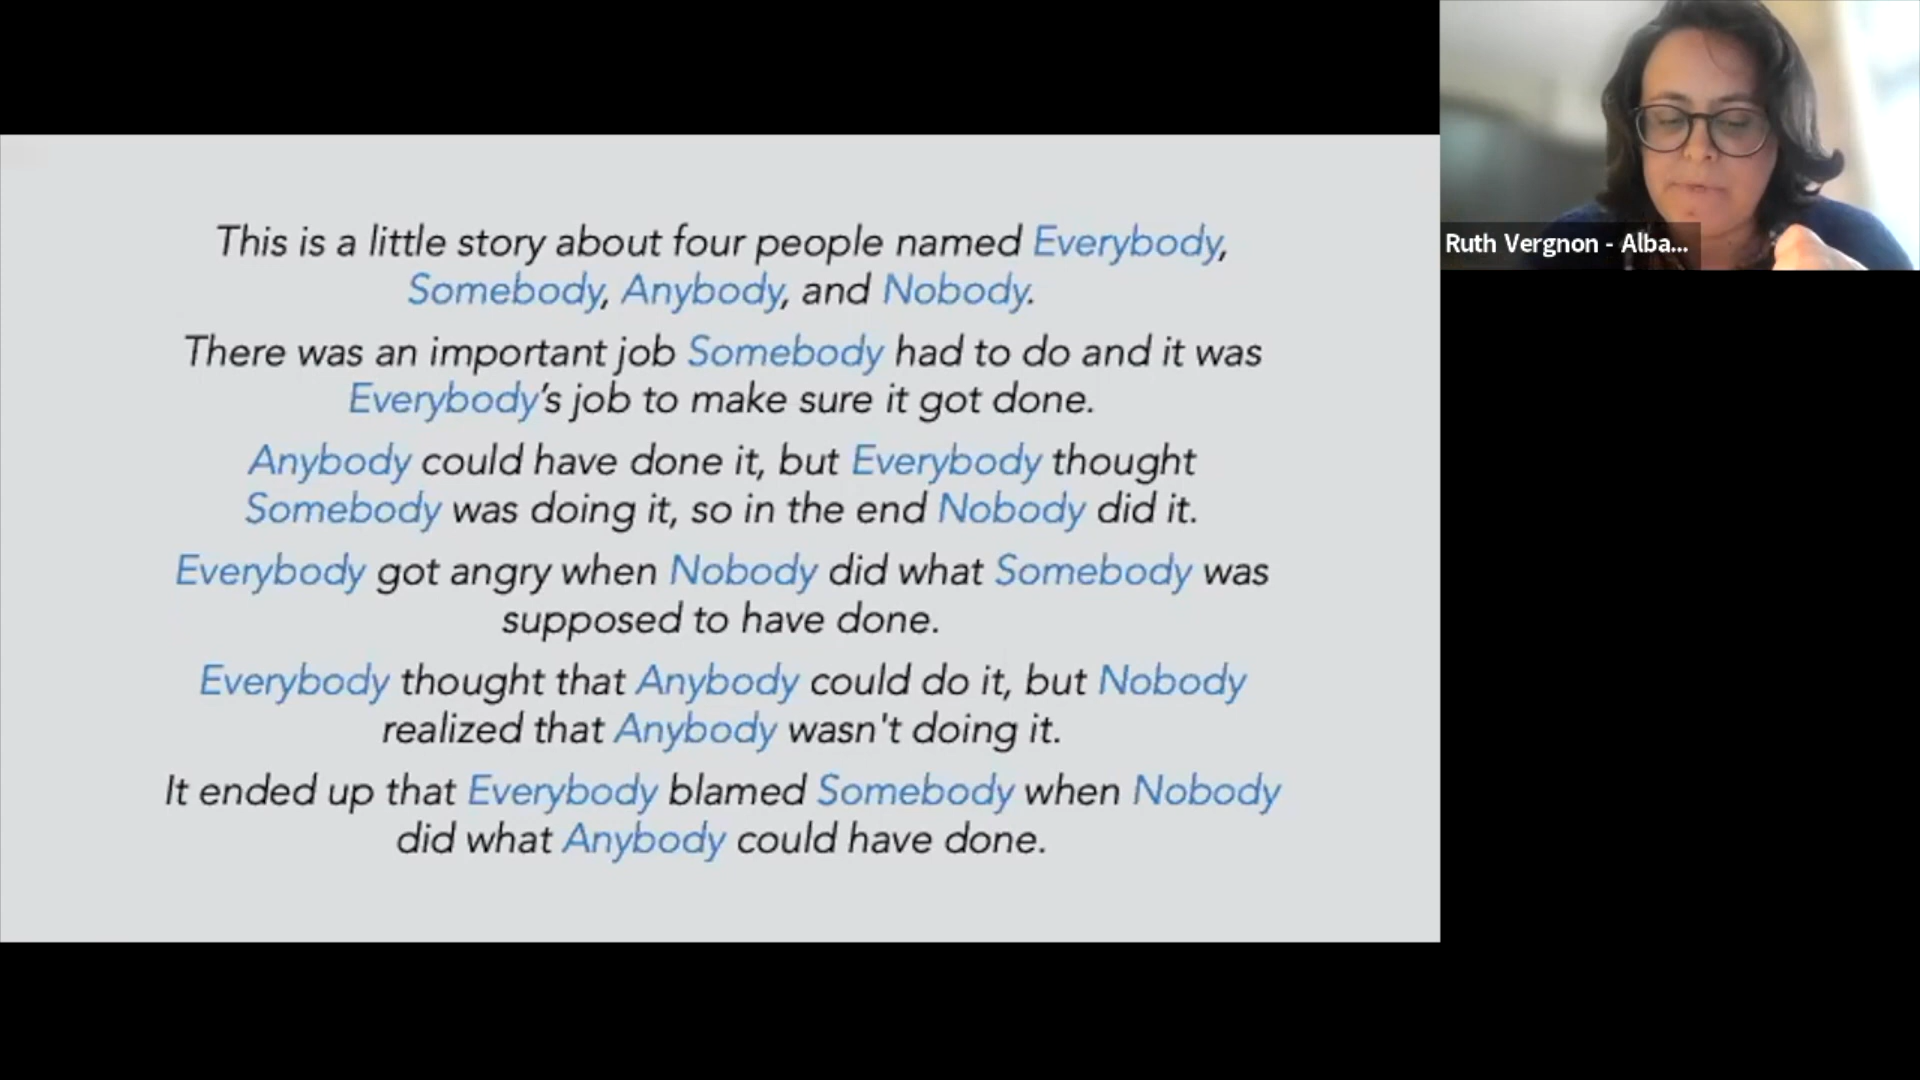 This is a little story about four people named Everybody,
Somebody, Anybody, and Nobody.
There was an important job Somebody had to do and it was
Everybody's job to make sure it got done.
Anybody could have done it, but Everybody thought
Somebody was doing it, so in the end Nobody did it.
Everybody got angry when Nobody did what Somebody was
supposed to have done.
Everybody thought that Anybody could do it, but Nobody
realized that Anybody wasn't doing it.
It ended up that Everybody blamed Somebody when Nobody
did what Anybody could have done.
Ruth Vergnon - Alba...